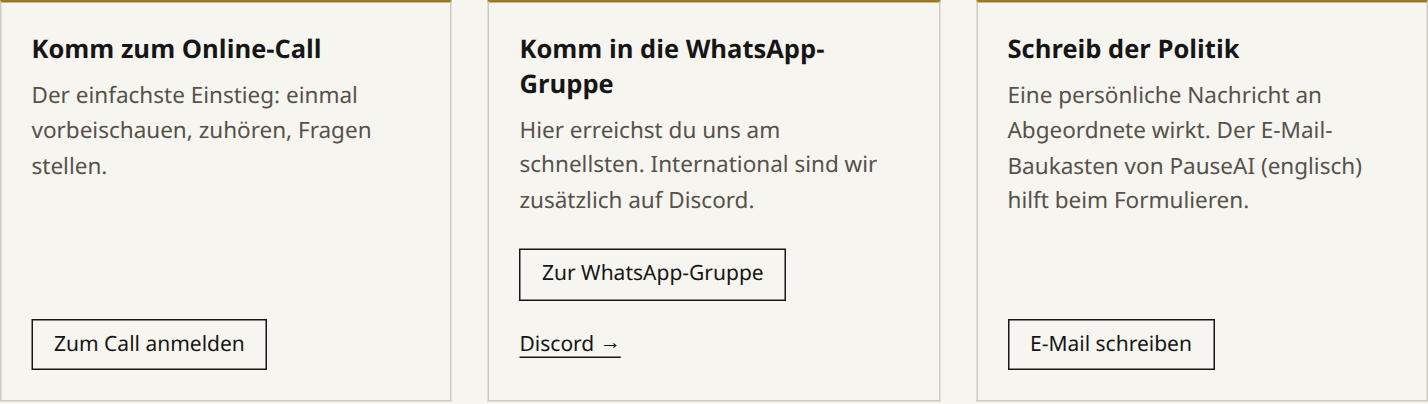 Komm zum Online-Call
Der einfachste Einstieg: einmal
vorbeischauen, zuhören, Fragen
stellen.
Zum Call anmelden
Komm in die WhatsApp-
Gruppe
Hier erreichst du uns am
schnellsten. International sind wir
zusätzlich auf Discord.
Zur WhatsApp-Gruppe
Discord →
Schreib der Politik
Eine persönliche Nachricht an
Abgeordnete wirkt. Der E-Mail-
Baukasten von PauseAI (englisch)
hilft beim Formulieren.
E-Mail schreiben